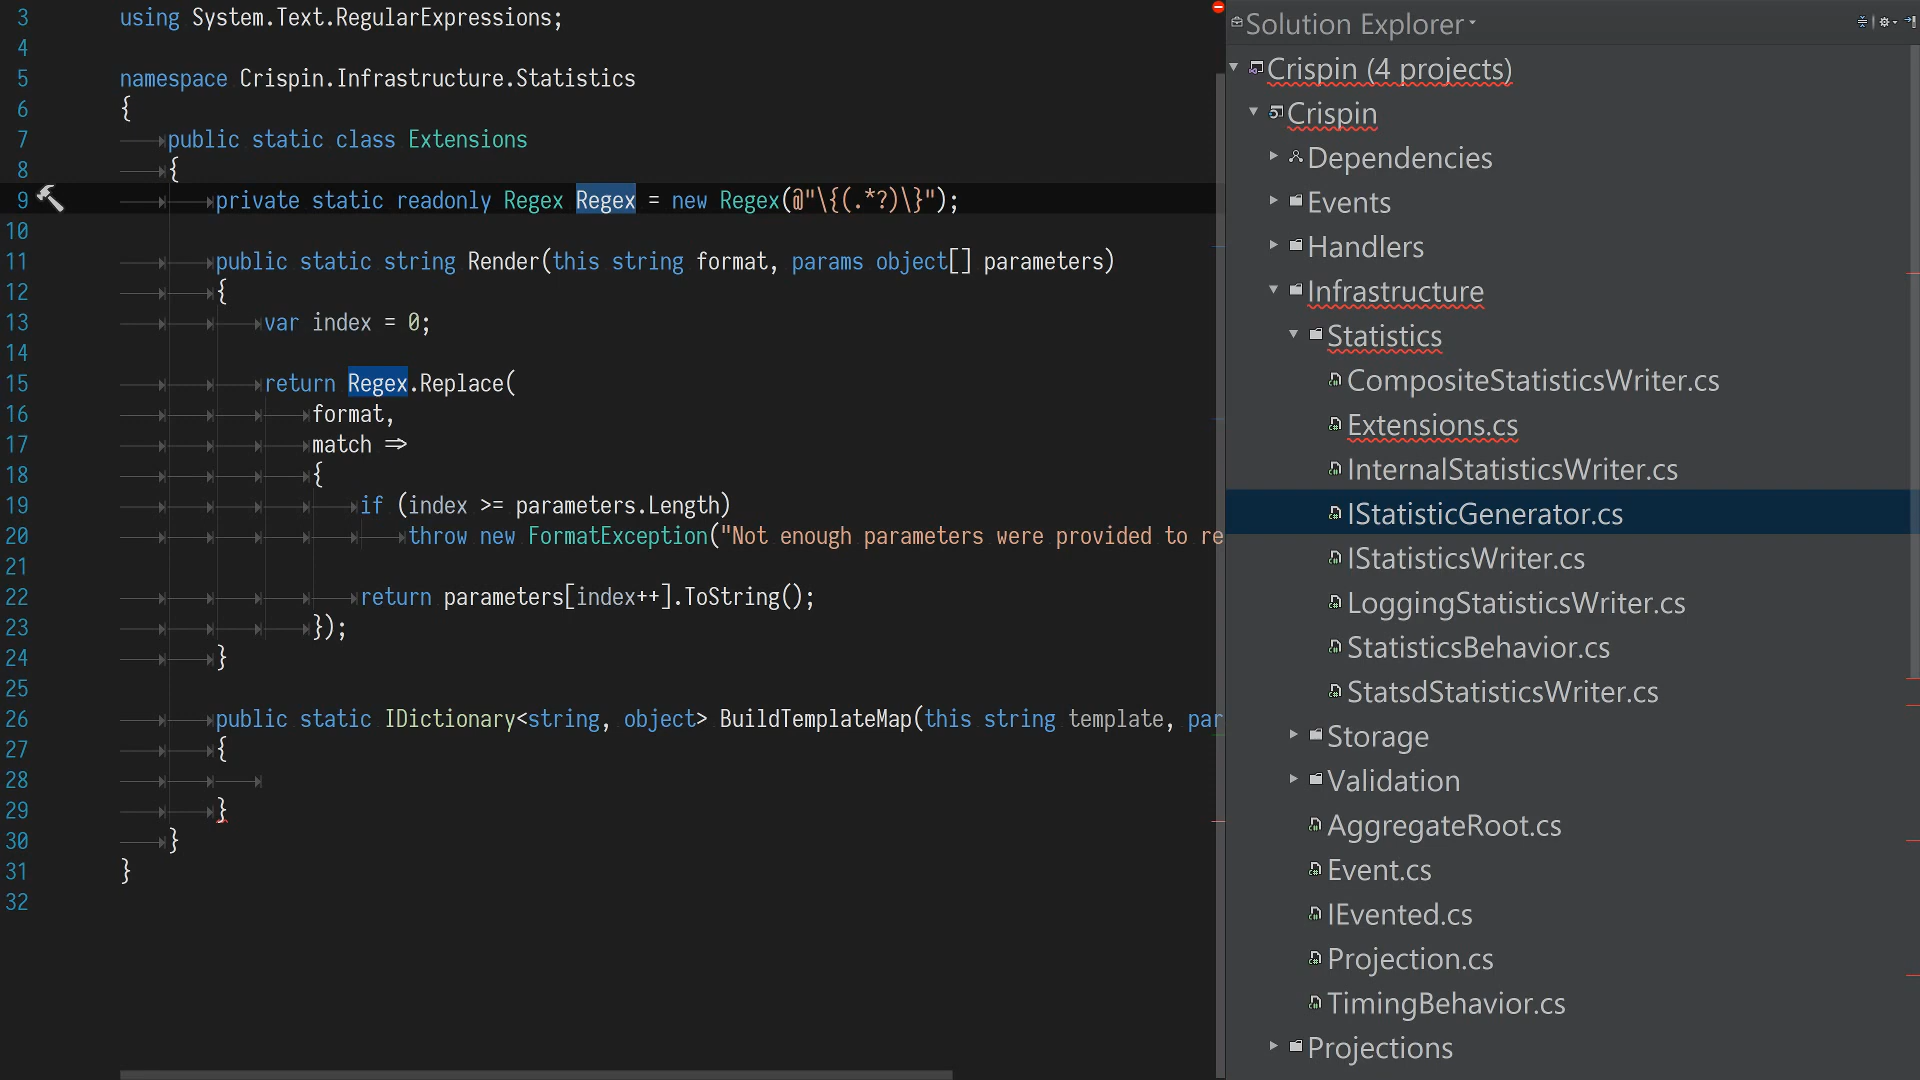 3 using System.Text.RegularExpressions;
4
5 namespace Crispin.Infrastructure.Statistics
6 {
7 public static class Extensions
8 {
9 private static readonly Regex Regex = new Regex(@"\{(.*?)\}");
10
11 public static string Render(this string format, params object[] parameters)
12 {
13 var index = 0;
14
15 return Regex.Replace(
16 format,
17 match =>
18 {
19 if (index >= parameters.Length)
20 throw new FormatException("Not enough parameters were provided to re
21
22 return parameters[index++].ToString();
23 });
24 }
25
26 public static IDictionary<string, object> BuildTemplateMap(this string template, par
27 {
28
29 }
30 }
31 }
32
Solution Explorer
Crispin (4 projects)
Crispin
Dependencies
Events
Handlers
Infrastructure
Statistics
CompositeStatisticsWriter.cs
Extensions.cs
InternalStatisticsWriter.cs
IStatisticGenerator.cs
IStatisticsWriter.cs
LoggingStatisticsWriter.cs
StatisticsBehavior.cs
StatsdStatisticsWriter.cs
Storage
Validation
AggregateRoot.cs
Event.cs
IEvented.cs
Projection.cs
TimingBehavior.cs
Projections